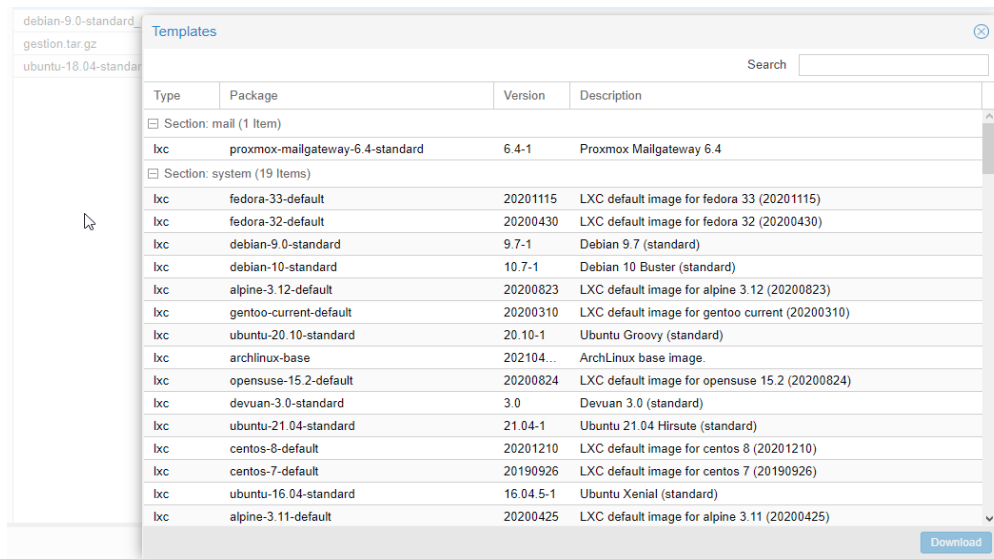 debian-9.0-standard_
gestion.tar.gz
ubuntu-18.04-standar
Templates
Search
Type Package Version Description
Section: mail (1 Item)
lxc proxmox-mailgateway-6.4-standard 6.4-1 Proxmox Mailgateway 6.4
Section: system (19 Items)
lxc fedora-33-default 20201115 LXC default image for fedora 33 (20201115)
lxc fedora-32-default 20200430 LXC default image for fedora 32 (20200430)
lxc debian-9.0-standard 9.7-1 Debian 9.7 (standard)
lxc debian-10-standard 10.7-1 Debian 10 Buster (standard)
lxc alpine-3.12-default 20200823 LXC default image for alpine 3.12 (20200823)
lxc gentoo-current-default 20200310 LXC default image for gentoo current (20200310)
lxc ubuntu-20.10-standard 20.10-1 Ubuntu Groovy (standard)
lxc archlinux-base 202104... ArchLinux base image.
lxc opensuse-15.2-default 20200824 LXC default image for opensuse 15.2 (20200824)
lxc devuan-3.0-standard 3.0 Devuan 3.0 (standard)
lxc ubuntu-21.04-standard 21.04-1 Ubuntu 21.04 Hirsute (standard)
lxc centos-8-default 20201210 LXC default image for centos 8 (20201210)
lxc centos-7-default 20190926 LXC default image for centos 7 (20190926)
lxc ubuntu-16.04-standard 16.04.5-1 Ubuntu Xenial (standard)
lxc alpine-3.11-default 20200425 LXC default image for alpine 3.11 (20200425)
Download